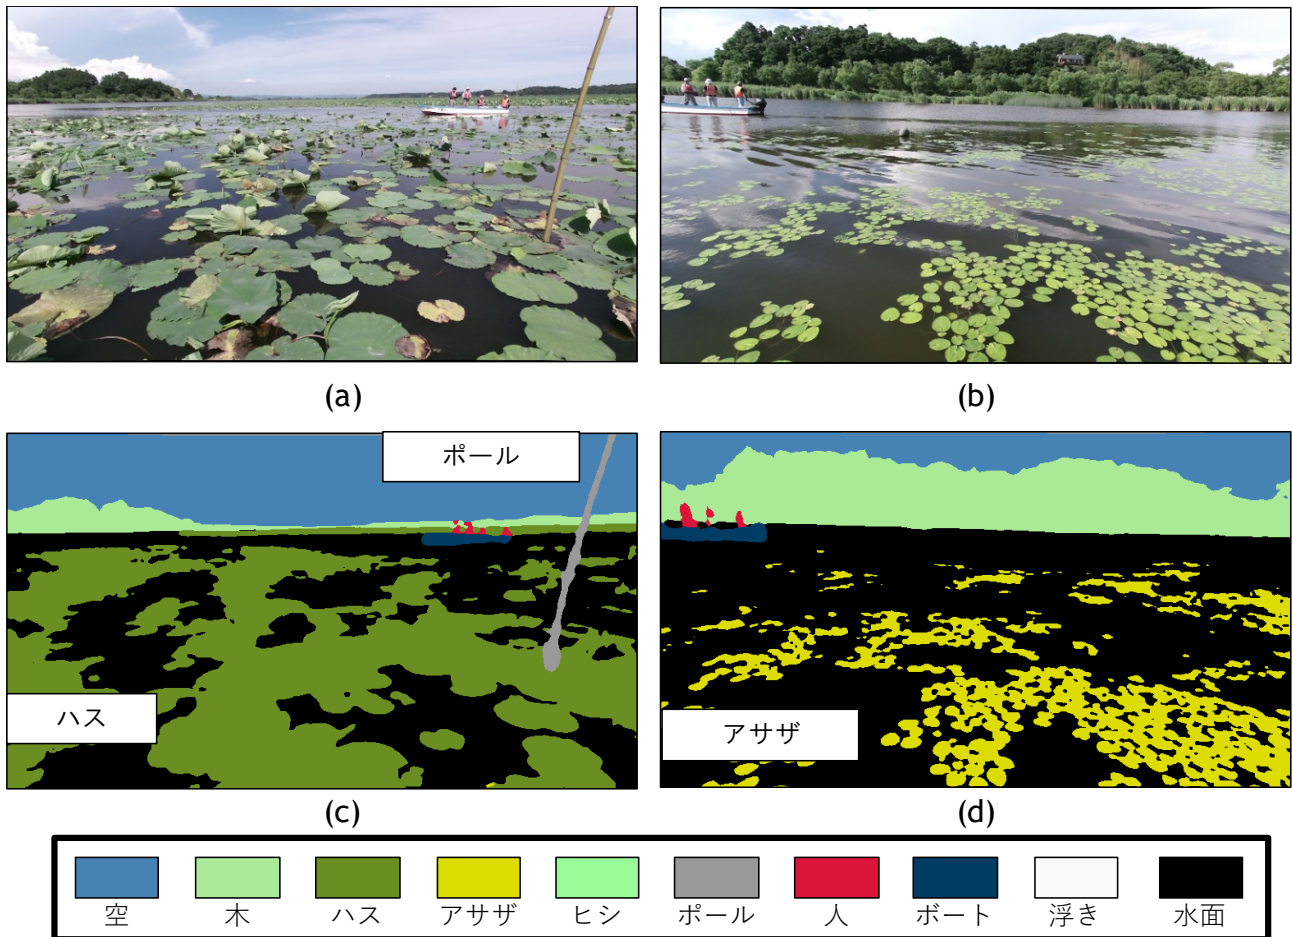 (a)
(b)
ポール
ハス
アサザ
(c)
(d)
空 木 ハス アサザ ヒシ ポール 人 ボート 浮き 水面